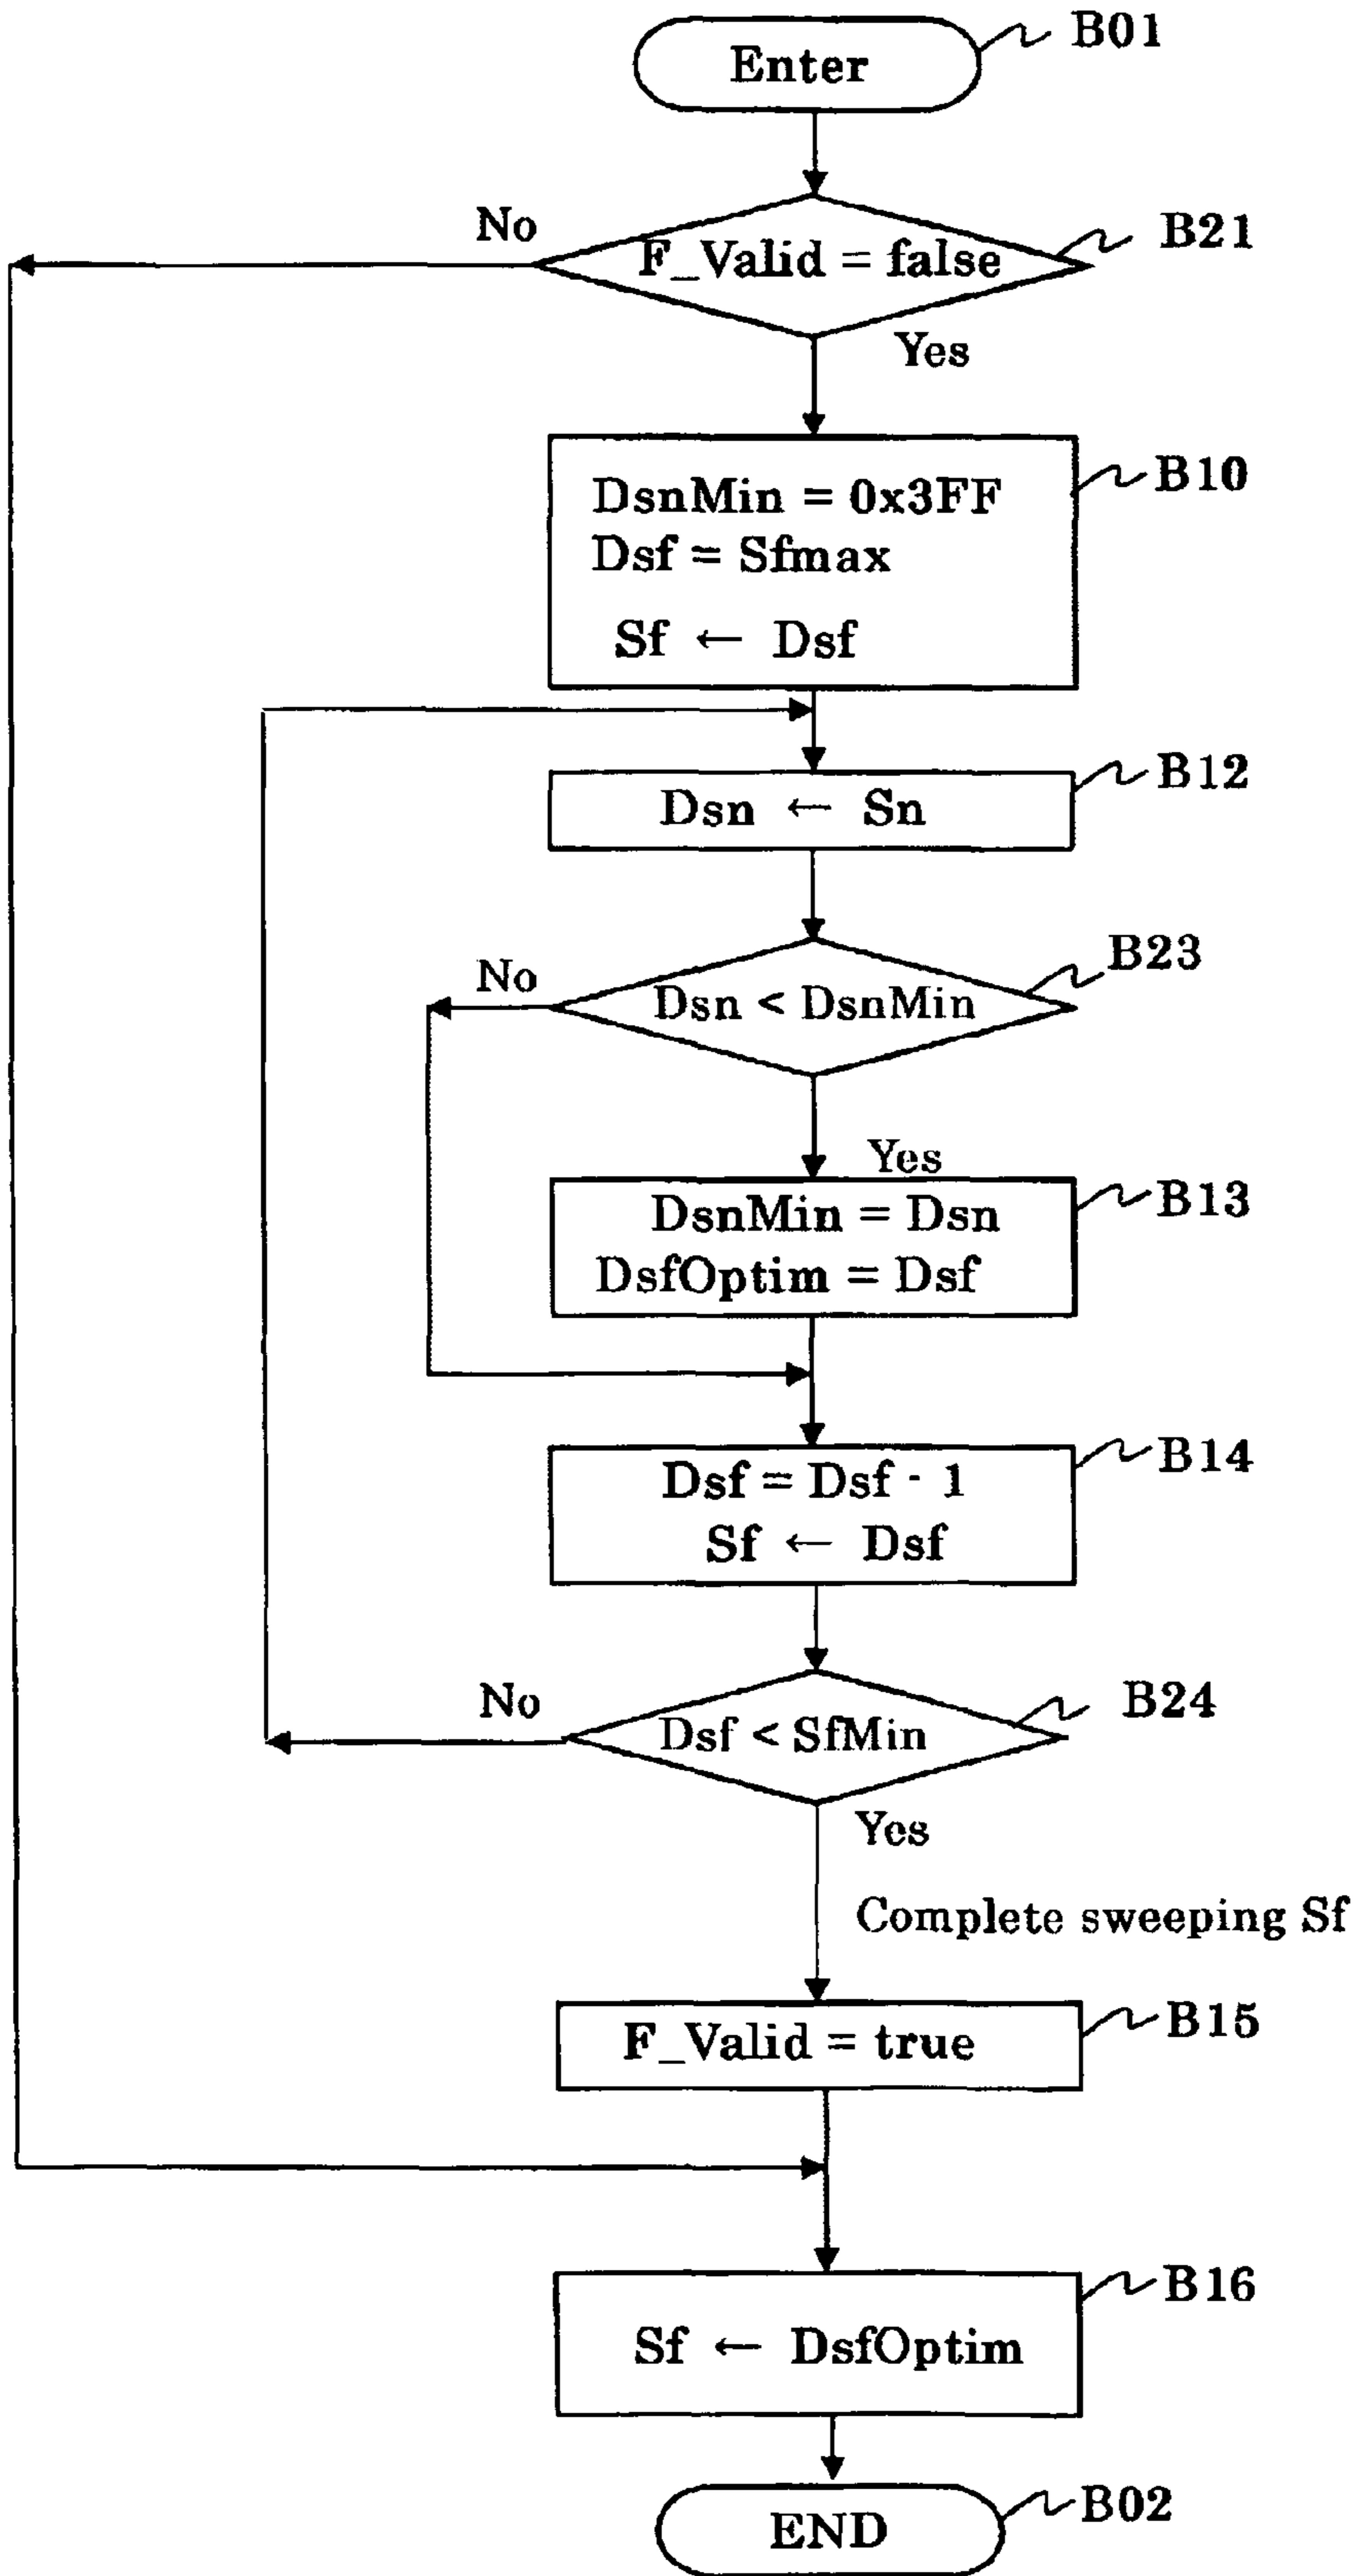 Enter
B01
No
F_Valid = false
B21
Yes
DsnMin = 0x3FF
Dsf = Sfmax
Sf ← Dsf
B10
Dsn ← Sn
B12
No
Dsn < DsnMin
B23
Yes
DsnMin = Dsn
DsfOptim = Dsf
B13
Dsf = Dsf - 1
Sf ← Dsf
B14
No
Dsf < SfMin
B24
Yes
Complete sweeping Sf
F_Valid = true
B15
Sf ← DsfOptim
B16
END
B02